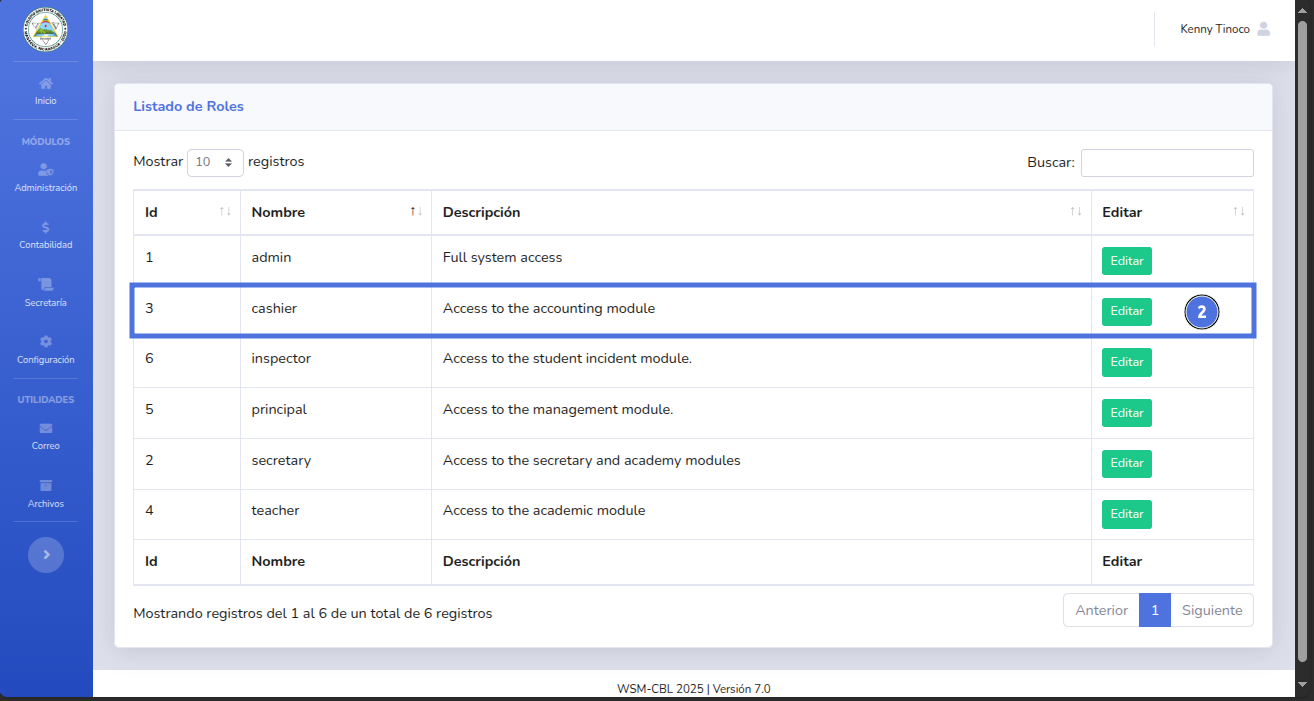 Kenny Tinoco
Inicio
MÓDULOS
Administración
Contabilidad
Secretaría
Configuración
UTILIDADES
Correo
Archivos
Listado de Roles
Mostrar 10 registros
Buscar:
Id Nombre Descripción Editar
1 admin Full system access Editar
3 cashier Access to the accounting module Editar 2
6 inspector Access to the student incident module. Editar
5 principal Access to the management module. Editar
2 secretary Access to the secretary and academy modules Editar
4 teacher Access to the academic module Editar
Id Nombre Descripción Editar
Mostrando registros del 1 al 6 de un total de 6 registros
Anterior 1 Siguiente
WSM-CBL 2025 | Versión 7.0